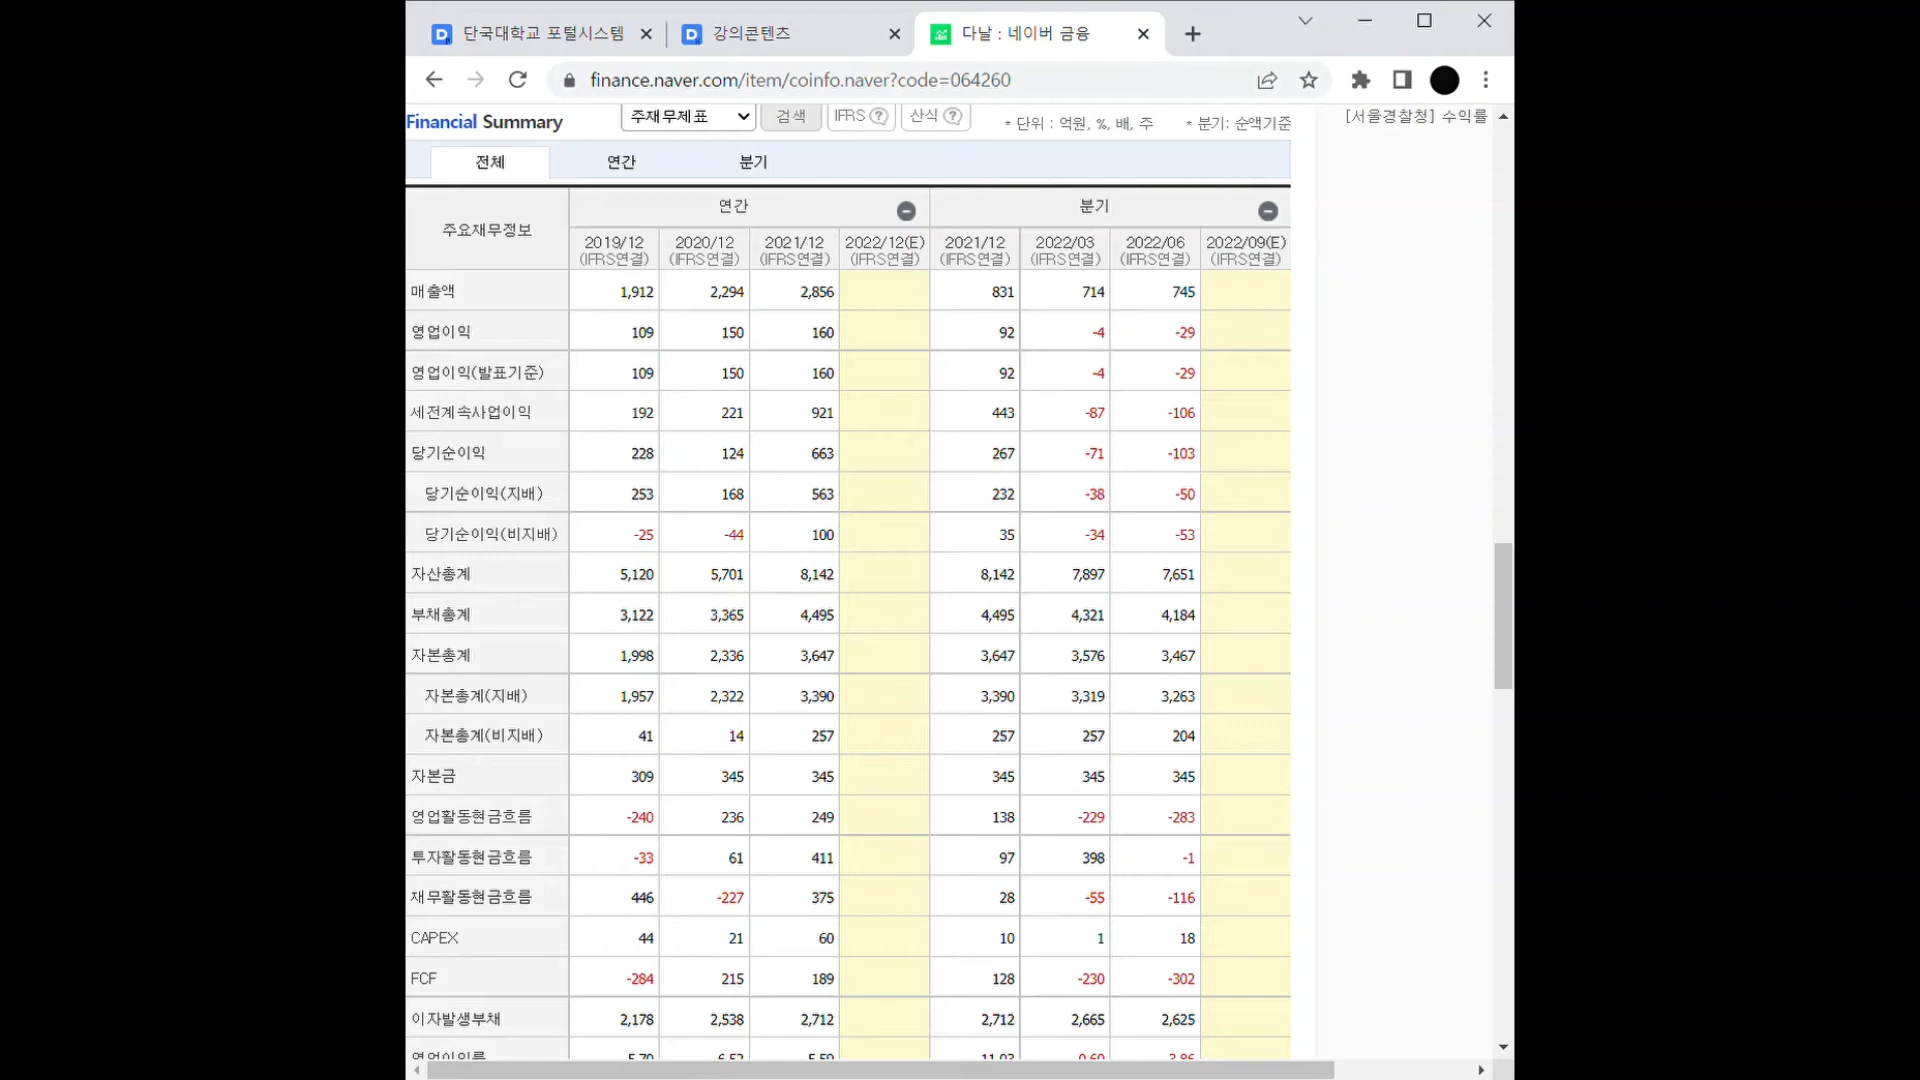 단국대학교 포털시스템
강의콘텐츠
다날 : 네이버 금융
finance.naver.com/item/coinfo.naver?code=064260
Financial Summary
주재무제표
검색
IFRS ?
산식 ?
* 단위 : 억원, %, 배, 주
* 분기: 순액기준
[서울경찰청] 수익률
전체 연간 분기
주요재무정보 연간 분기
2019/12 2020/12 2021/12 2022/12(E) 2021/12 2022/03 2022/06 2022/09(E)
(IFRS연결) (IFRS연결) (IFRS연결) (IFRS연결) (IFRS연결) (IFRS연결) (IFRS연결) (IFRS연결)
매출액 1,912 2,294 2,856 831 714 745
영업이익 109 150 160 92 -4 -29
영업이익(발표기준) 109 150 160 92 -4 -29
세전계속사업이익 192 221 921 443 -87 -106
당기순이익 228 124 663 267 -71 -103
당기순이익(지배) 253 168 563 232 -38 -50
당기순이익(비지배) -25 -44 100 35 -34 -53
자산총계 5,120 5,701 8,142 8,142 7,897 7,651
부채총계 3,122 3,365 4,495 4,495 4,321 4,184
자본총계 1,998 2,336 3,647 3,647 3,576 3,467
자본총계(지배) 1,957 2,322 3,390 3,390 3,319 3,263
자본총계(비지배) 41 14 257 257 257 204
자본금 309 345 345 345 345 345
영업활동현금흐름 -240 236 249 138 -229 -283
투자활동현금흐름 -33 61 411 97 398 -1
재무활동현금흐름 446 -227 375 28 -55 -116
CAPEX 44 21 60 10 1 18
FCF -284 215 189 128 -230 -302
이자발생부채 2,178 2,538 2,712 2,712 2,665 2,625
영업이익률